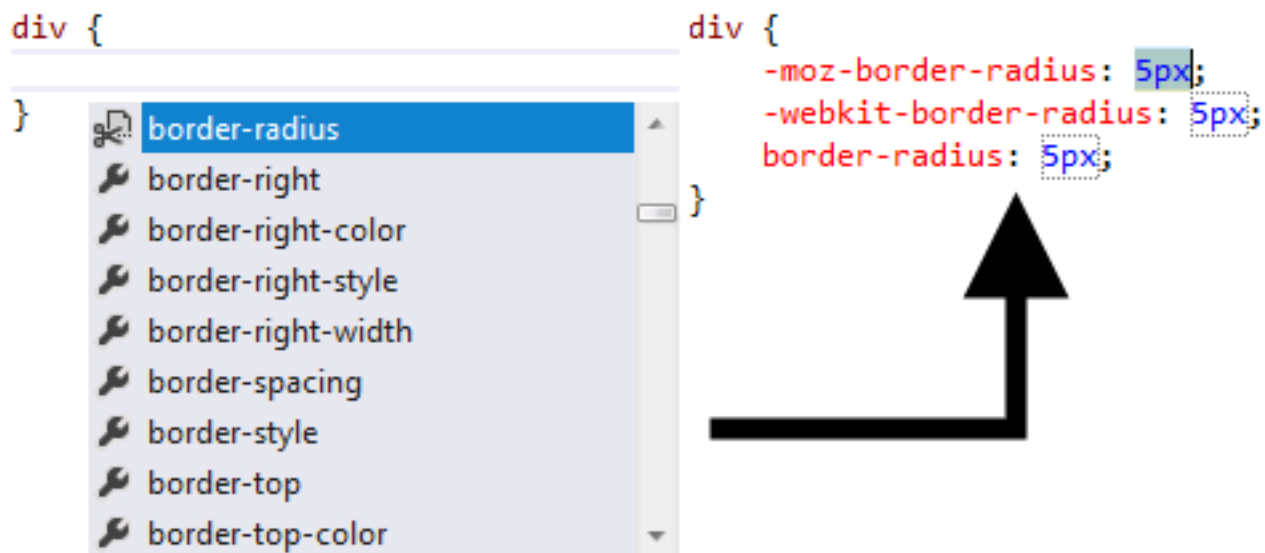 div {
}
border-radius
border-right
border-right-color
border-right-style
border-right-width
border-spacing
border-style
border-top
border-top-color
div {
-moz-border-radius: 5px;
-webkit-border-radius: 5px;
border-radius: 5px;
}